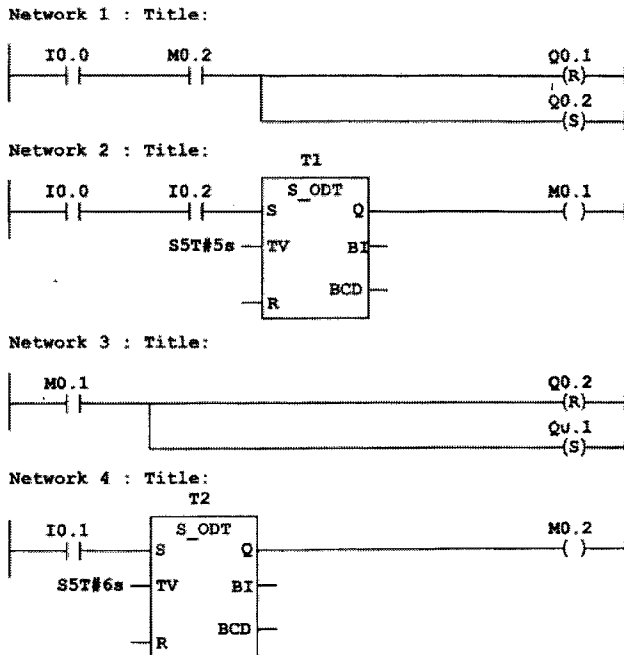 Network 1 : Title:
I0.0 M0.2 Q0.1
(R)
Q0.2
(S)
Network 2 : Title:
T1
I0.0 I0.2 S_ODT M0.1
S Q ( )
S5T#5s TV BI
BCD
R
Network 3 : Title:
M0.1 Q0.2
(R)
Qu.1
(S)
Network 4 : Title:
T2
I0.1 S_ODT M0.2
S Q ( )
S5T#6s TV BI
BCD
R